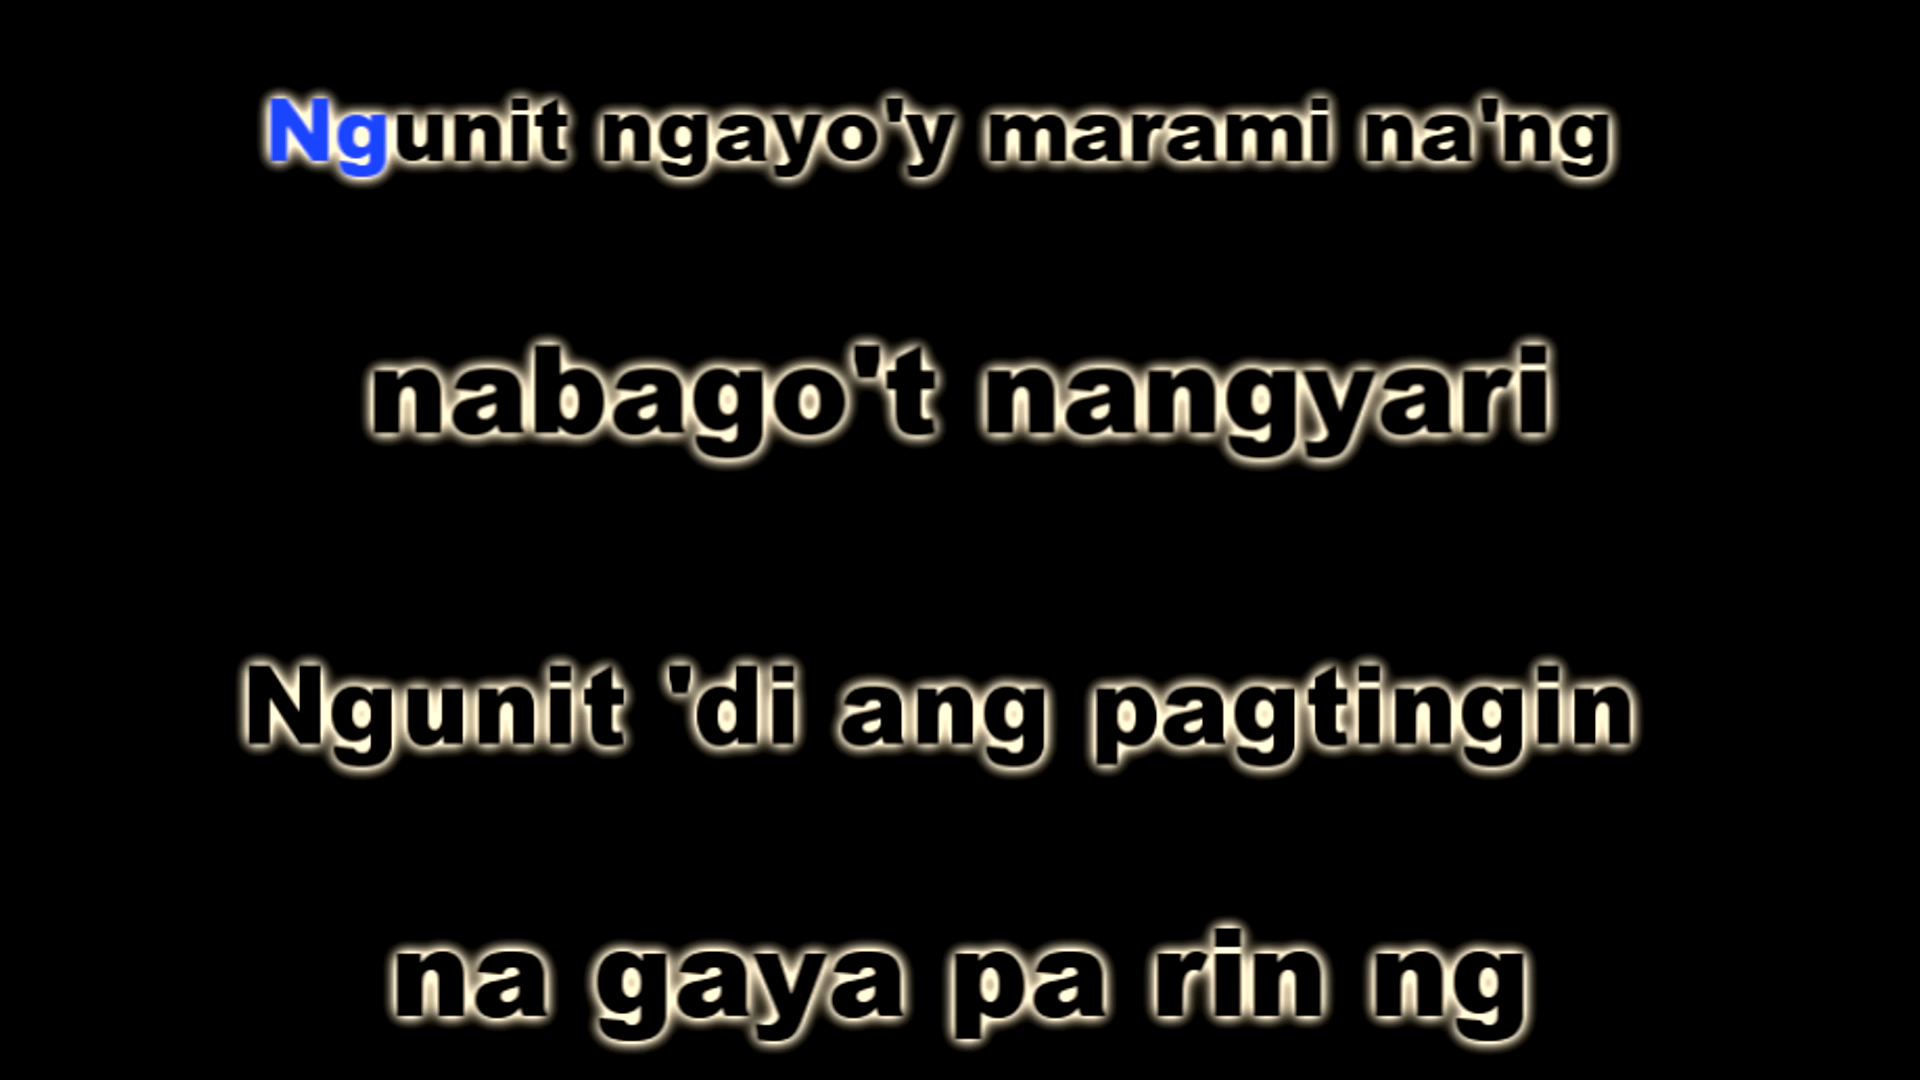 Ngunit ngayo'y marami na'ng
nabago't nangyari
Ngunit 'di ang pagtingin
na gaya pa rin ng